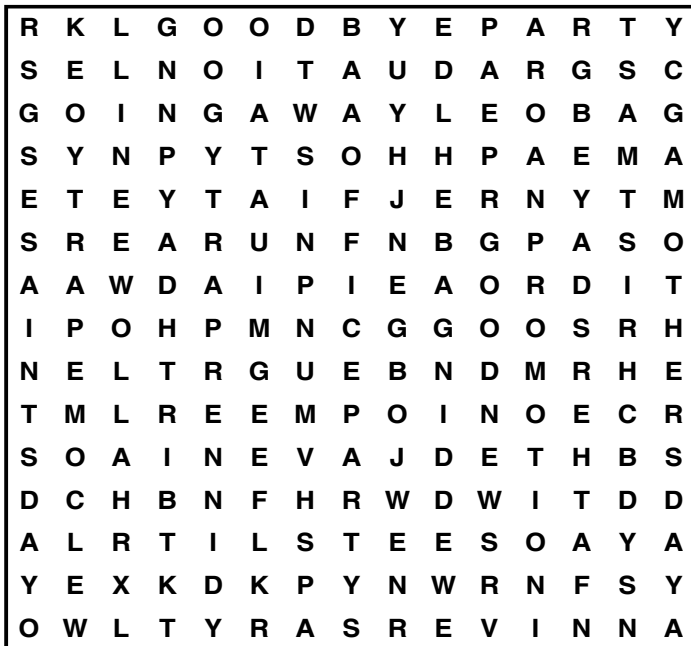 R K L G O O D B Y E P A R T Y
S E L N O I T A U D A R G S C
G O I N G A W A Y L E O B A G
S Y N P Y T S O H H P A E M A
E T E Y T A I F J E R N Y T M
S R E A R U N F N B G P A S O
A A W D A I P I E A O R D I T
I P O H P M N C G G O O S R H
N E L T R G U E B N D M R H E
T M L R E E M P O I N O E C R
S O A I N E V A J D E T H B S
D C H B N F H R W D W I T D D
A L R T I L S T E E S O A Y A
Y E X K D K P Y N W R N F S Y
O W L T Y R A S R E V I N N A